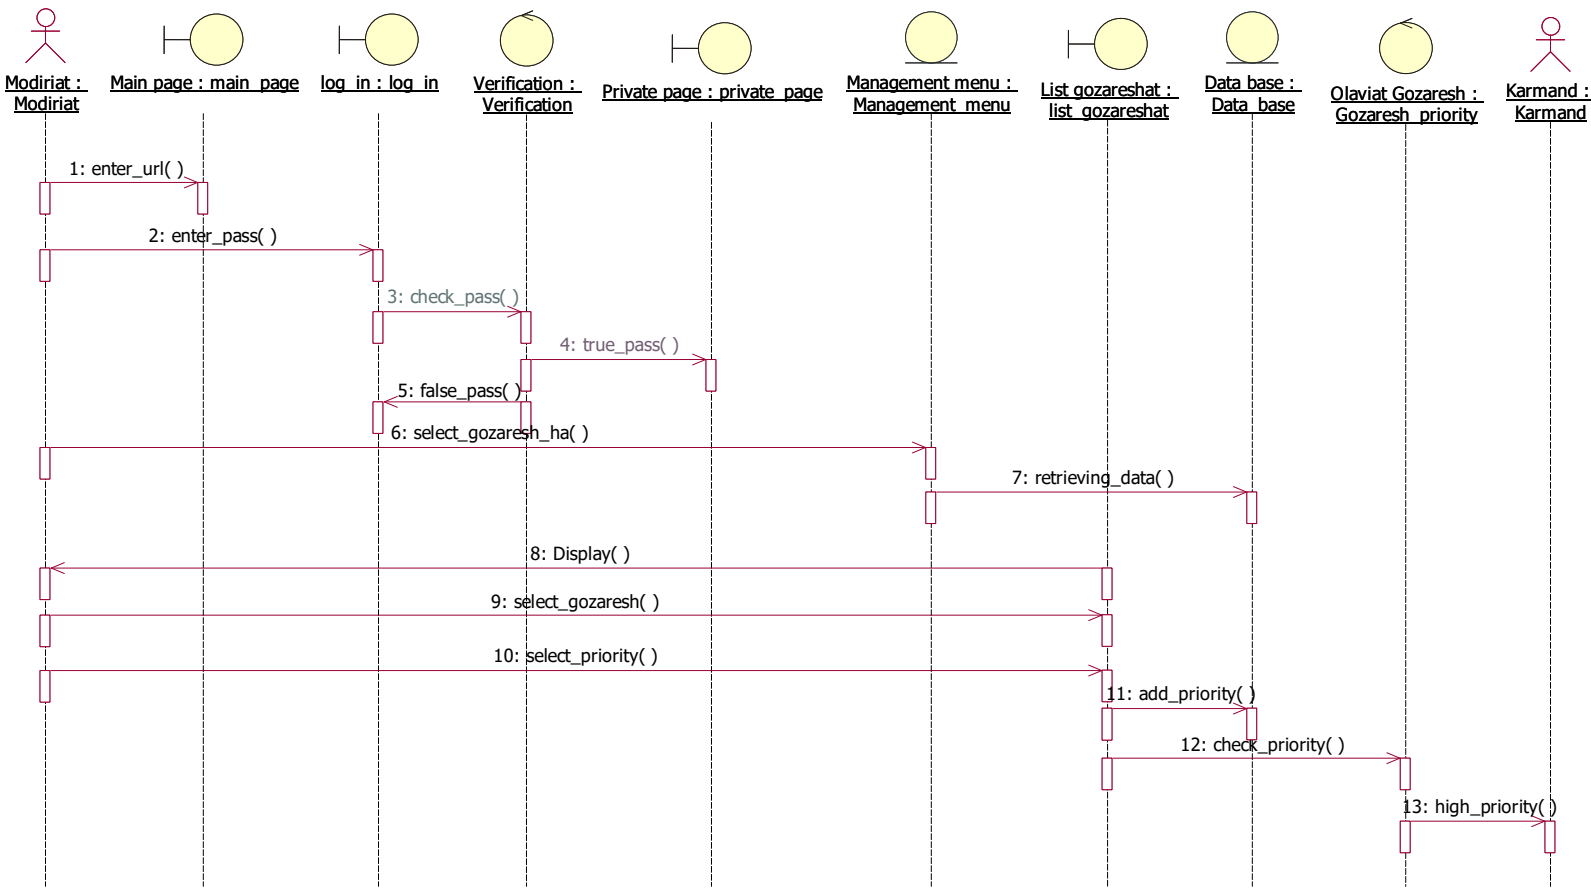 Modiriat :
Modiriat
Main page : main_page
log_in : log_in
Verification :
Verification
Private page : private_page
Management menu :
Management_menu
List gozareshat :
list_gozareshat
Data base :
Data_base
Olaviat Gozaresh :
Gozaresh_priority
Karmand :
Karmand
1: enter_url( )
2: enter_pass( )
3: check_pass( )
4: true_pass( )
5: false_pass( )
6: select_gozaresh_ha( )
7: retrieving_data( )
8: Display( )
9: select_gozaresh( )
10: select_priority( )
11: add_priority( )
12: check_priority( )
13: high_priority( )